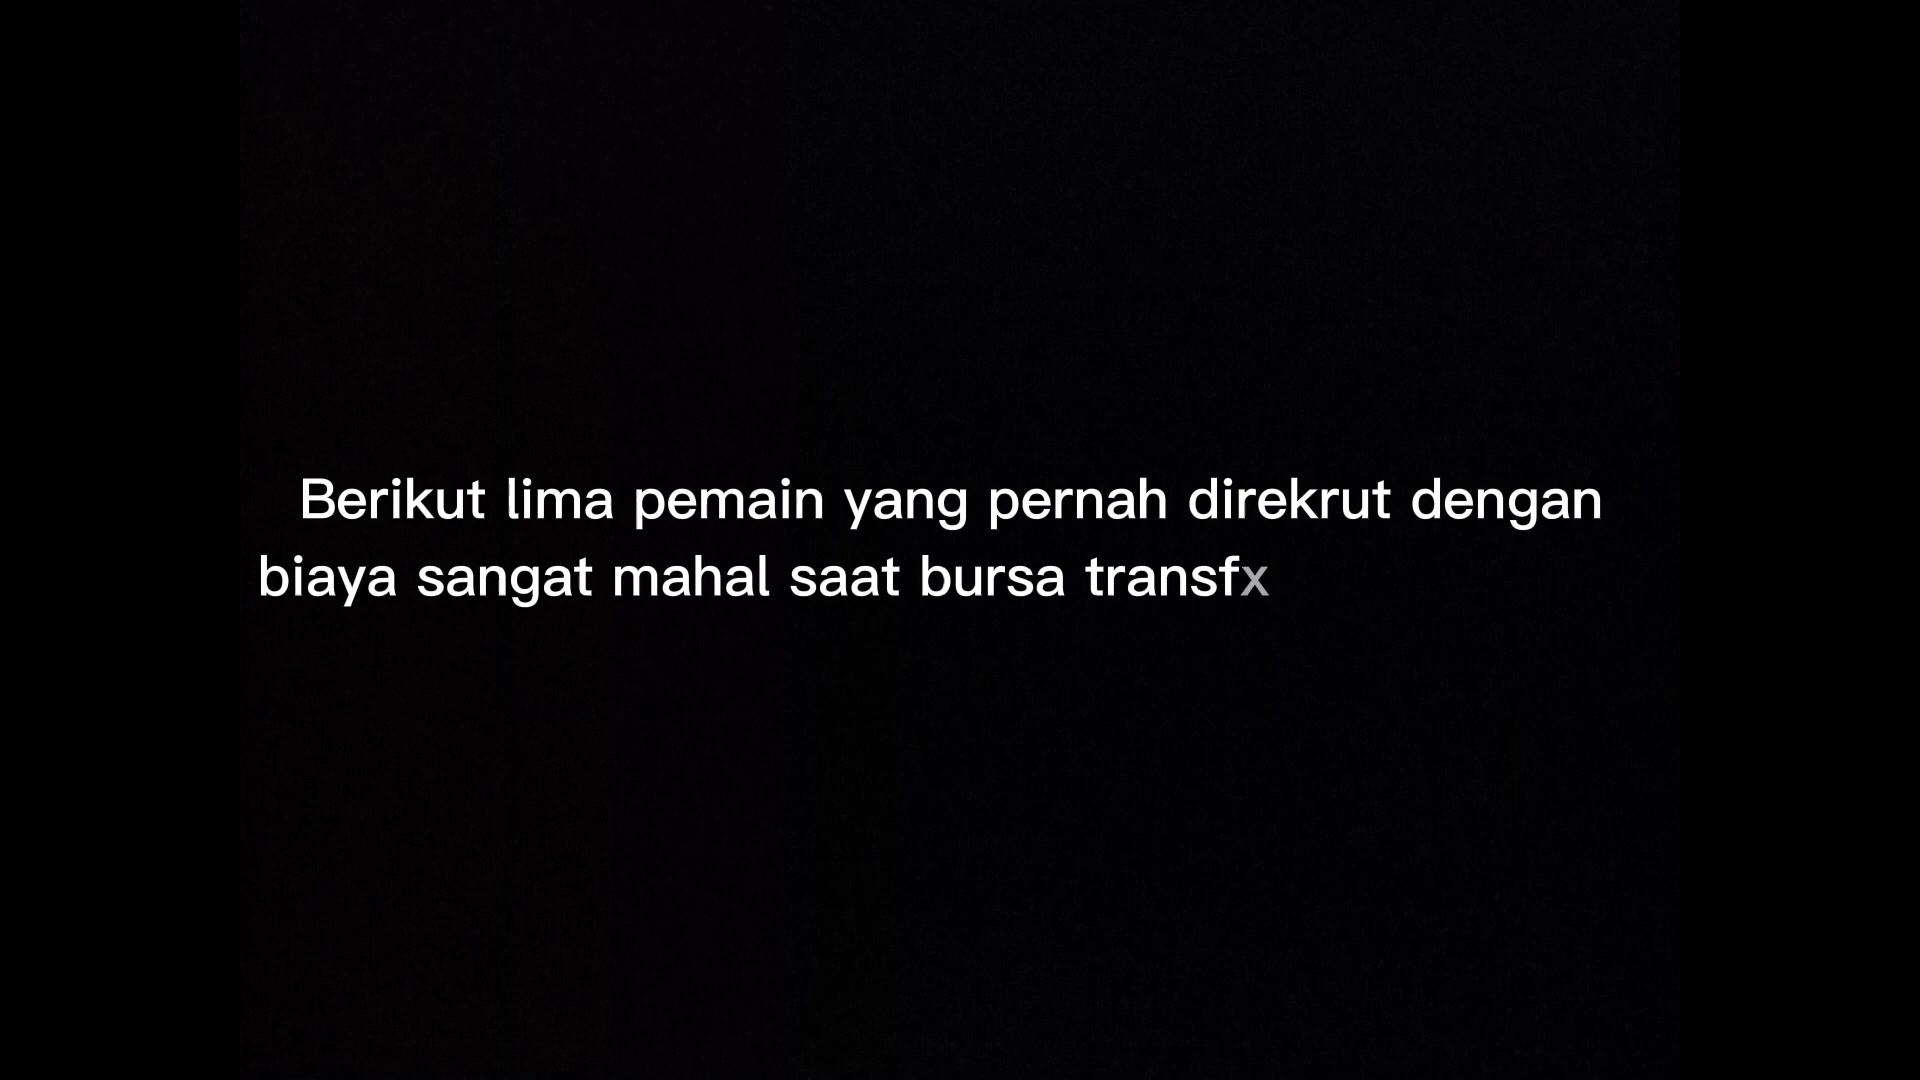 Berikut lima pemain yang pernah direkrut dengan
biaya sangat mahal saat bursa transfx